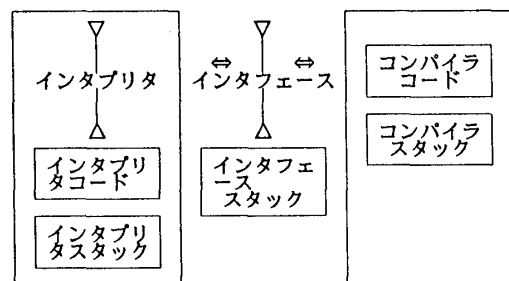 インタプリタ
インタプリ
タコード
インタプリ
タスタック
⇔ ⇔
インタフェース
インタフェ
ース
スタック
コンパイラ
コード
コンパイラ
スタック